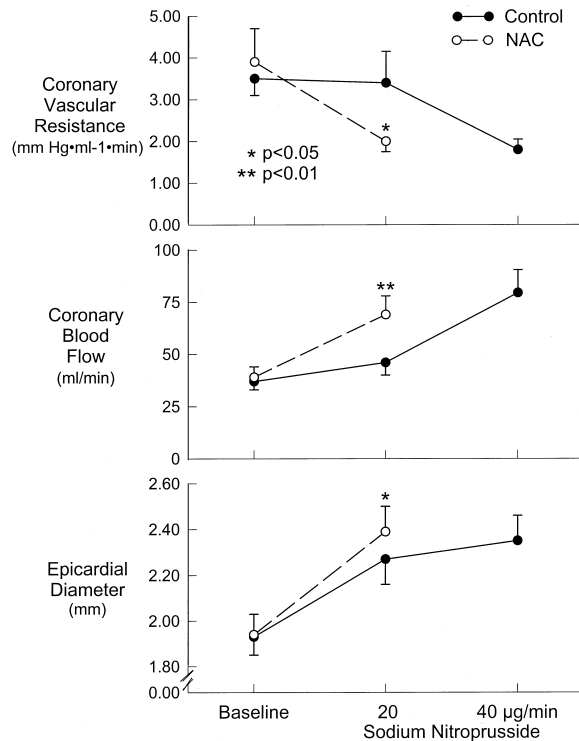 Control
NAC
5.00
4.00
3.00
2.00
1.00
0.00
Coronary
Vascular
Resistance
(mm Hg•ml-1•min)
*
* p<0.05
** p<0.01
100
75
50
25
0
Coronary
Blood
Flow
(ml/min)
**
2.60
2.40
2.20
2.00
1.80
0.00
Epicardial
Diameter
(mm)
*
Baseline 20 40 µg/min
Sodium Nitroprusside